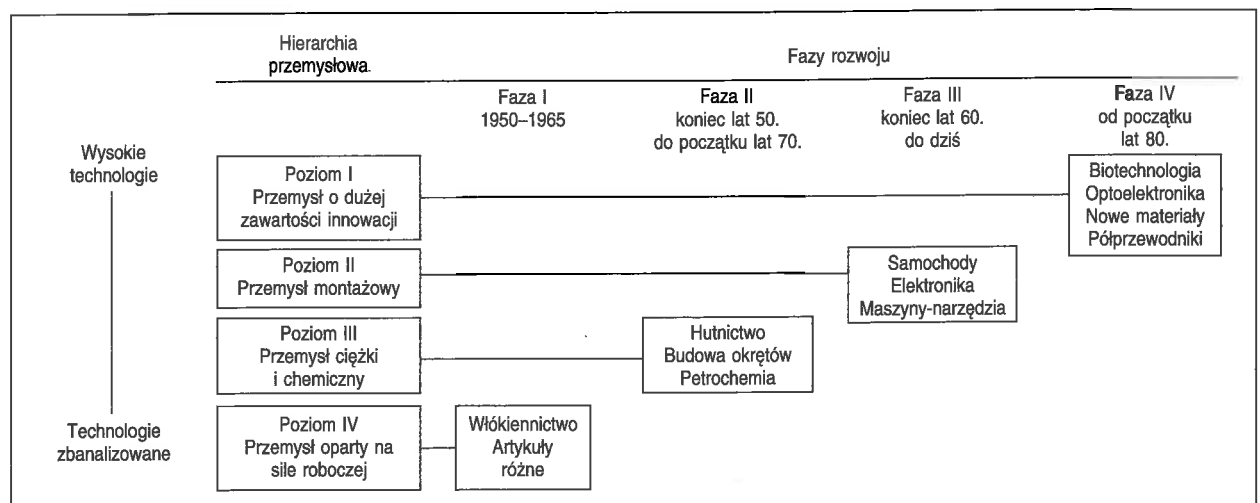 Hierarchia
przemysłowa.
Fazy rozwoju
Faza I
1950–1965
Faza II
koniec lat 50.
do początku lat 70.
Faza III
koniec lat 60.
do dziś
Faza IV
od początku
lat 80.
Wysokie
technologie
Poziom I
Przemysł o dużej
zawartości innowacji
Biotechnologia
Optoelektronika
Nowe materiały
Półprzewodniki
Poziom II
Przemysł montażowy
Samochody
Elektronika
Maszyny-narzędzia
Poziom III
Przemysł ciężki
i chemiczny
Hutnictwo
Budowa okrętów
Petrochemia
Technologie
zbanalizowane
Poziom IV
Przemysł oparty na
sile roboczej
Włókiennictwo
Artykuły
różne